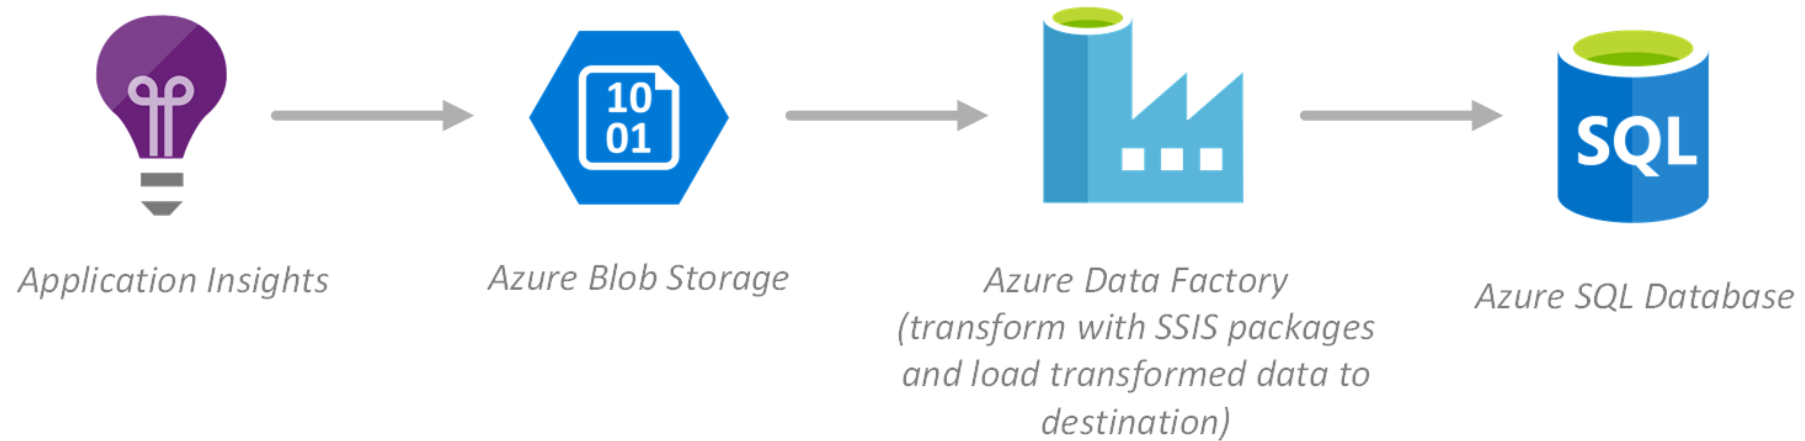 10
01
SQL
Application Insights
Azure Blob Storage
Azure Data Factory
(transform with SSIS packages
and load transformed data to
destination)
Azure SQL Database